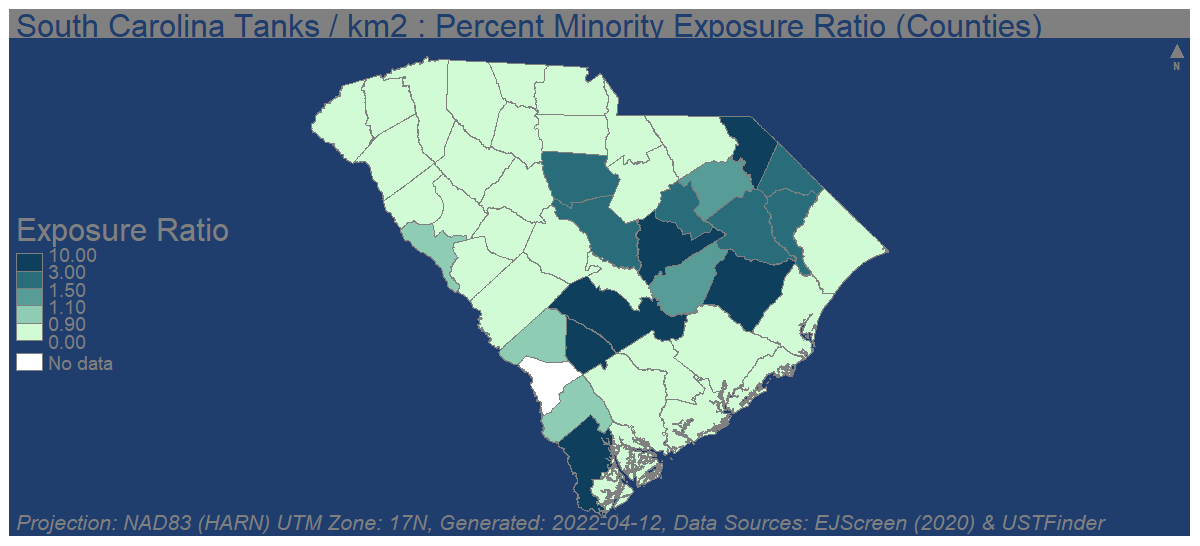 South Carolina Tanks / km2 : Percent Minority Exposure Ratio (Counties)
N
Exposure Ratio
10.00
3.00
1.50
1.10
0.90
0.00
No data
Projection: NAD83 (HARN) UTM Zone: 17N, Generated: 2022-04-12, Data Sources: EJScreen (2020) & USTFinder